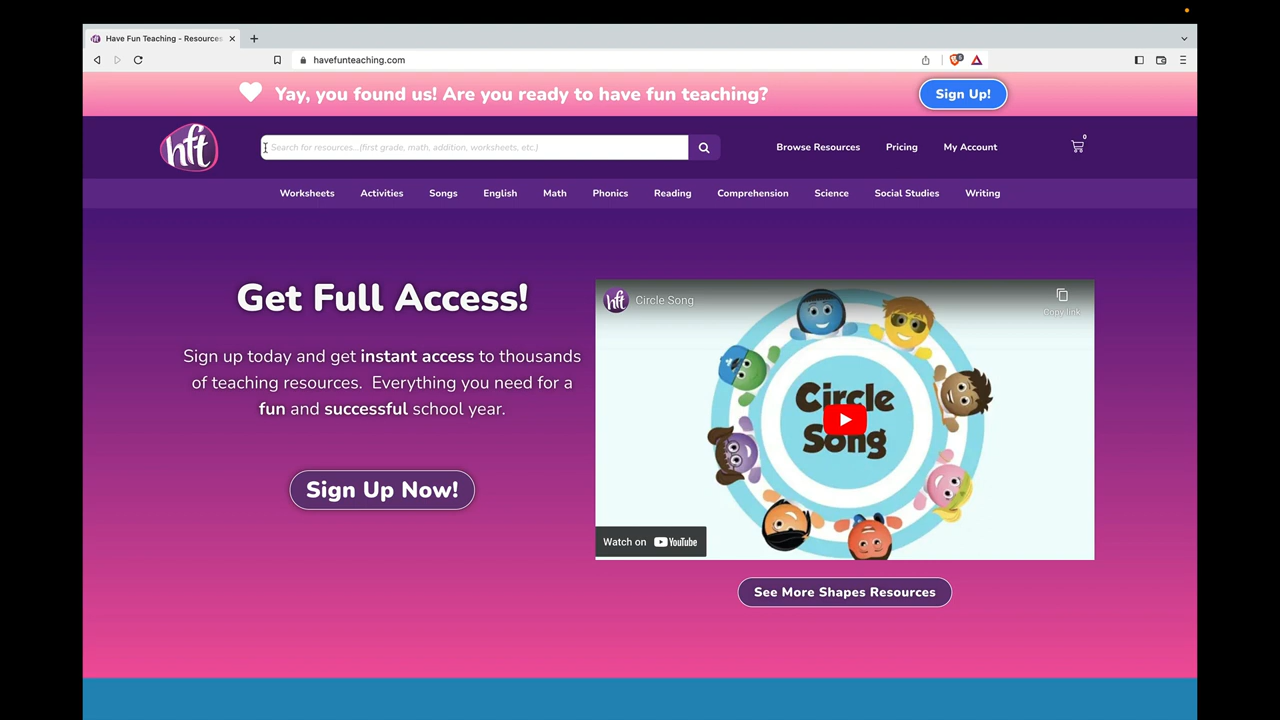 Have Fun Teaching - Resources
havefunteaching.com
Yay, you found us! Are you ready to have fun teaching?
Sign Up!
hft
Search for resources...(first grade, math, addition, worksheets, etc.)
Browse Resources
Pricing
My Account
0
Worksheets
Activities
Songs
English
Math
Phonics
Reading
Comprehension
Science
Social Studies
Writing
Get Full Access!
Sign up today and get instant access to thousands
of teaching resources. Everything you need for a
fun and successful school year.
Sign Up Now!
hft
Circle Song
Copy link
Circle
Song
Watch on YouTube
See More Shapes Resources